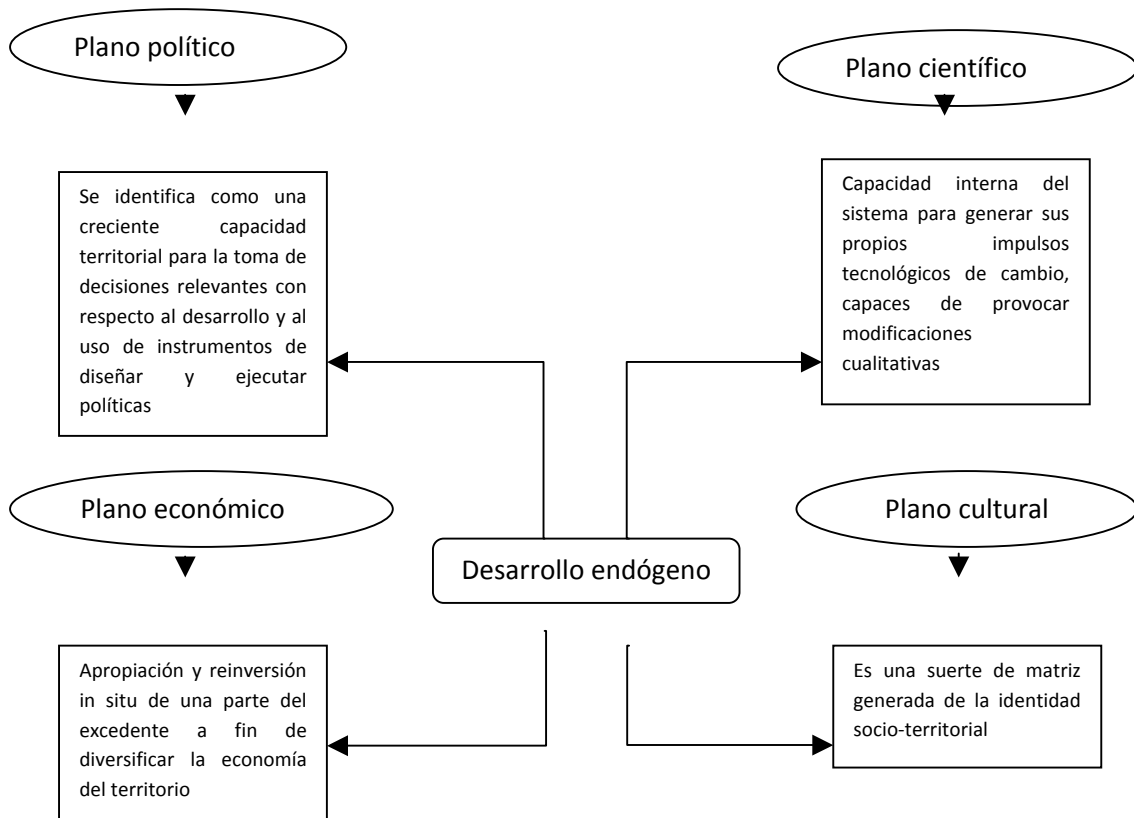 Plano político
Se identifica como una
creciente capacidad
territorial para la toma de
decisiones relevantes con
respecto al desarrollo y al
uso de instrumentos de
diseñar y ejecutar
políticas
Plano científico
Capacidad interna del
sistema para generar sus
propios impulsos
tecnológicos de cambio,
capaces de provocar
modificaciones
cualitativas
Desarrollo endógeno
Plano económico
Apropiación y reinversión
in situ de una parte del
excedente a fin de
diversificar la economía
del territorio
Plano cultural
Es una suerte de matriz
generada de la identidad
socio-territorial